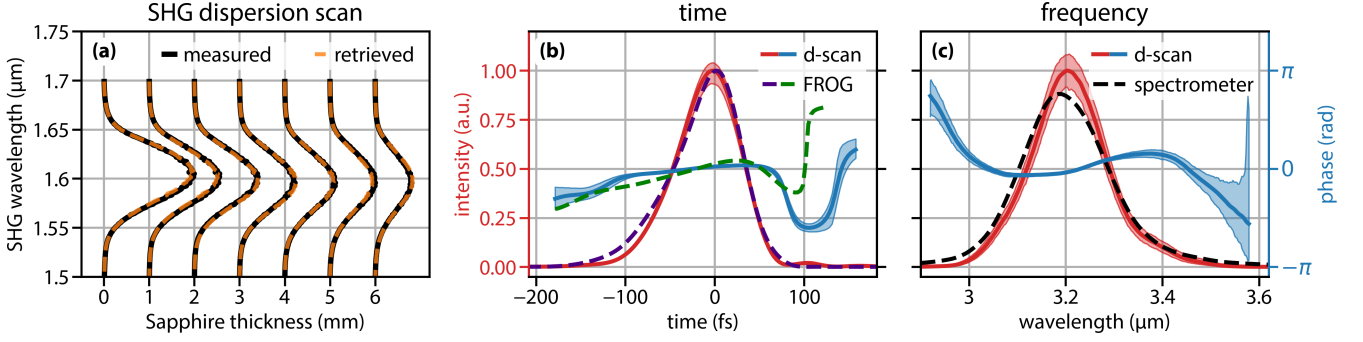 SHG dispersion scan
time
frequency
(a)
measured
retrieved
SHG wavelength (μm)
1.75
1.7
1.65
1.6
1.55
1.5
0 1 2 3 4 5 6
Sapphire thickness (mm)
(b)
d-scan
FROG
intensity (a.u.)
1.00
0.75
0.50
0.25
0.00
−200 −100 0 100
time (fs)
(c)
d-scan
spectrometer
3 3.2 3.4 3.6
wavelength (μm)
π
0
−π
phase (rad)